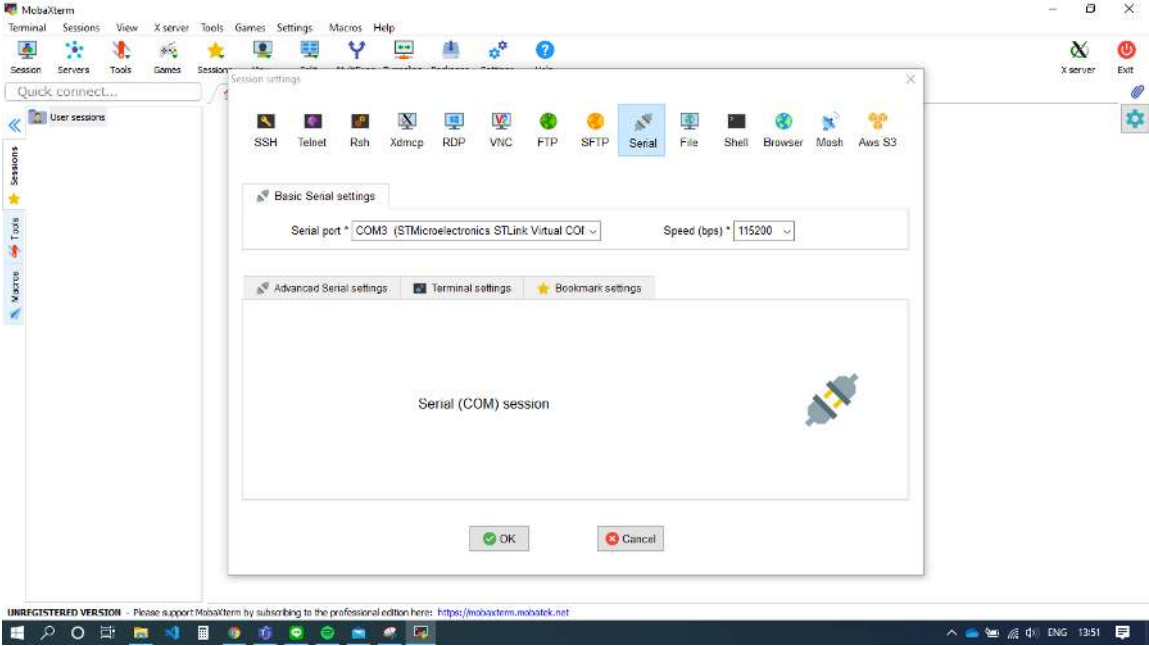 MobaXterm
Terminal Sessions View X server Tools Games Settings Macros Help
Session Servers Tools Games X server Exit
Quick connect...
User sessions
Sessions
Tools
Macros
Session settings
SSH Telnet Rsh Xdmcp RDP VNC FTP SFTP Serial File Shell Browser Mosh Aws S3
Basic Serial settings
Serial port * COM3 (STMicroelectronics STLink Virtual COM Speed (bps) * 115200
Advanced Serial settings Terminal settings Bookmark settings
Serial (COM) session
OK Cancel
UNREGISTERED VERSION - Please support MobaXterm by subscribing to the professional edition here: https://mobaxterm.mobatek.net
ENG 13:51